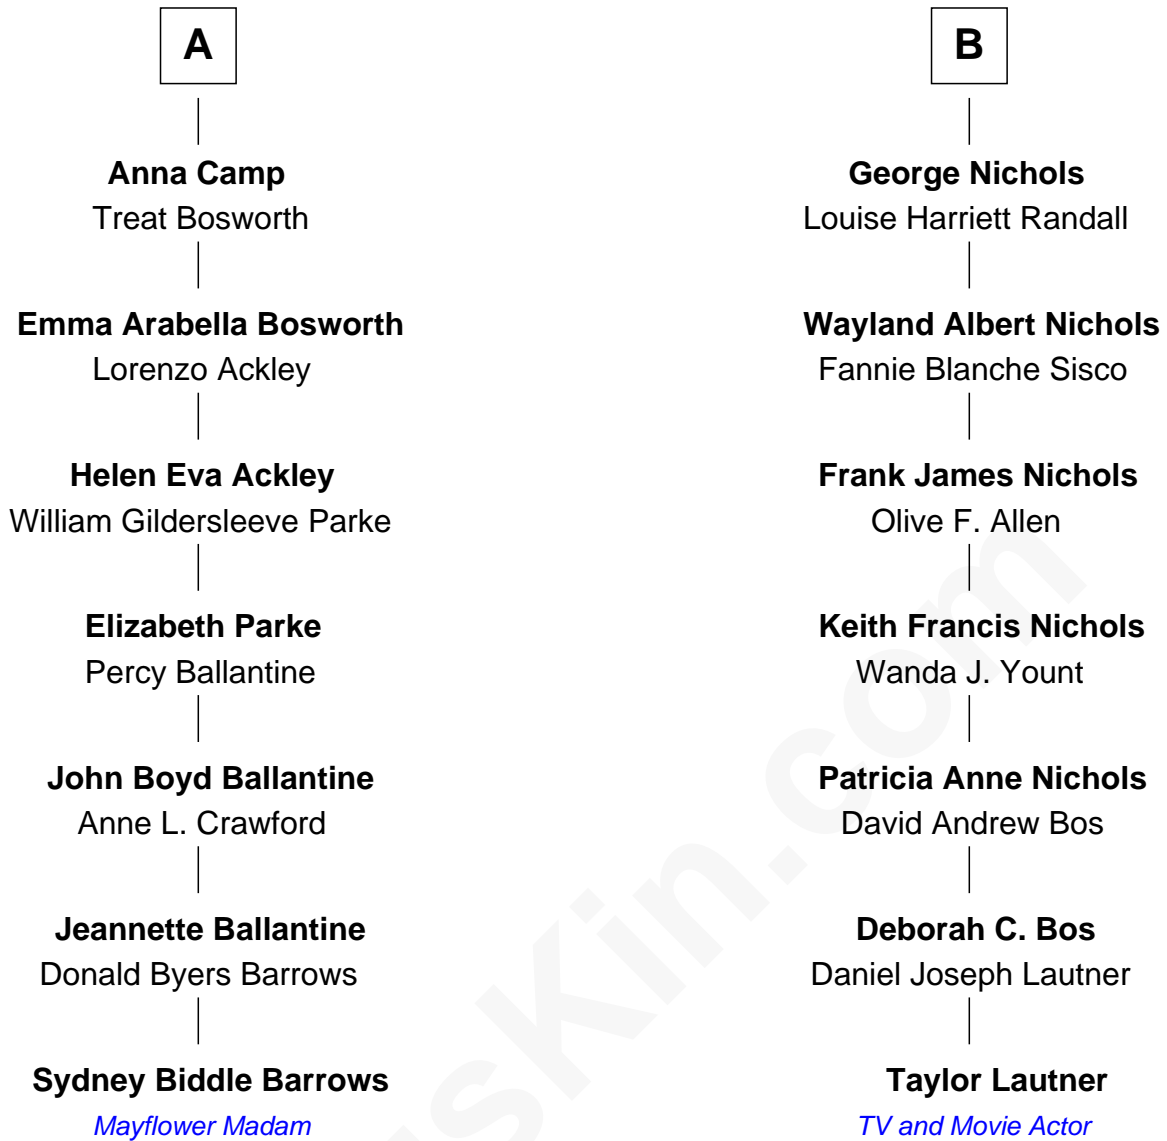 A
B
Anna Camp
Treat Bosworth
George Nichols
Louise Harriett Randall
Emma Arabella Bosworth
Lorenzo Ackley
Wayland Albert Nichols
Fannie Blanche Sisco
Helen Eva Ackley
William Gildersleeve Parke
Frank James Nichols
Olive F. Allen
Elizabeth Parke
Percy Ballantine
Keith Francis Nichols
Wanda J. Yount
John Boyd Ballantine
Anne L. Crawford
Patricia Anne Nichols
David Andrew Bos
Jeannette Ballantine
Donald Byers Barrows
Deborah C. Bos
Daniel Joseph Lautner
Sydney Biddle Barrows
Mayflower Madam
Taylor Lautner
TV and Movie Actor